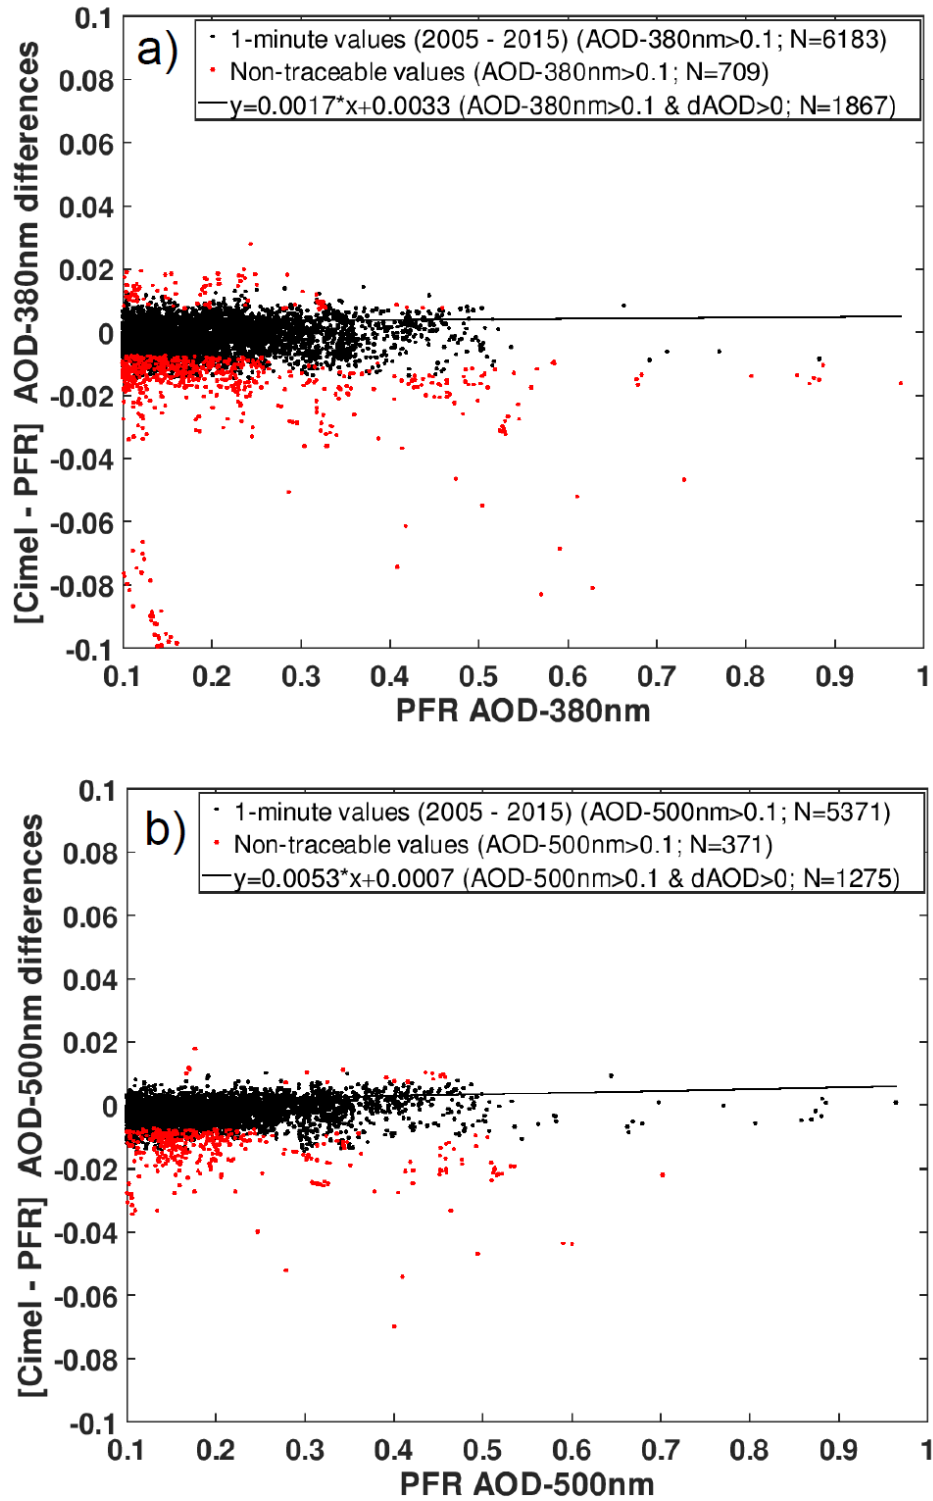 a)
1-minute values (2005 - 2015) (AOD-380nm>0.1; N=6183)
Non-traceable values (AOD-380nm>0.1; N=709)
y=0.0017*x+0.0033 (AOD-380nm>0.1 & dAOD>0; N=1867)
[Cimel - PFR] AOD-380nm differences
0.1
0.08
0.06
0.04
0.02
0
-0.02
-0.04
-0.06
-0.08
-0.1
0.1 0.2 0.3 0.4 0.5 0.6 0.7 0.8 0.9 1
PFR AOD-380nm
b)
1-minute values (2005 - 2015) (AOD-500nm>0.1; N=5371)
Non-traceable values (AOD-500nm>0.1; N=371)
y=0.0053*x+0.0007 (AOD-500nm>0.1 & dAOD>0; N=1275)
[Cimel - PFR] AOD-500nm differences
0.1
0.08
0.06
0.04
0.02
0
-0.02
-0.04
-0.06
-0.08
-0.1
0.1 0.2 0.3 0.4 0.5 0.6 0.7 0.8 0.9 1
PFR AOD-500nm